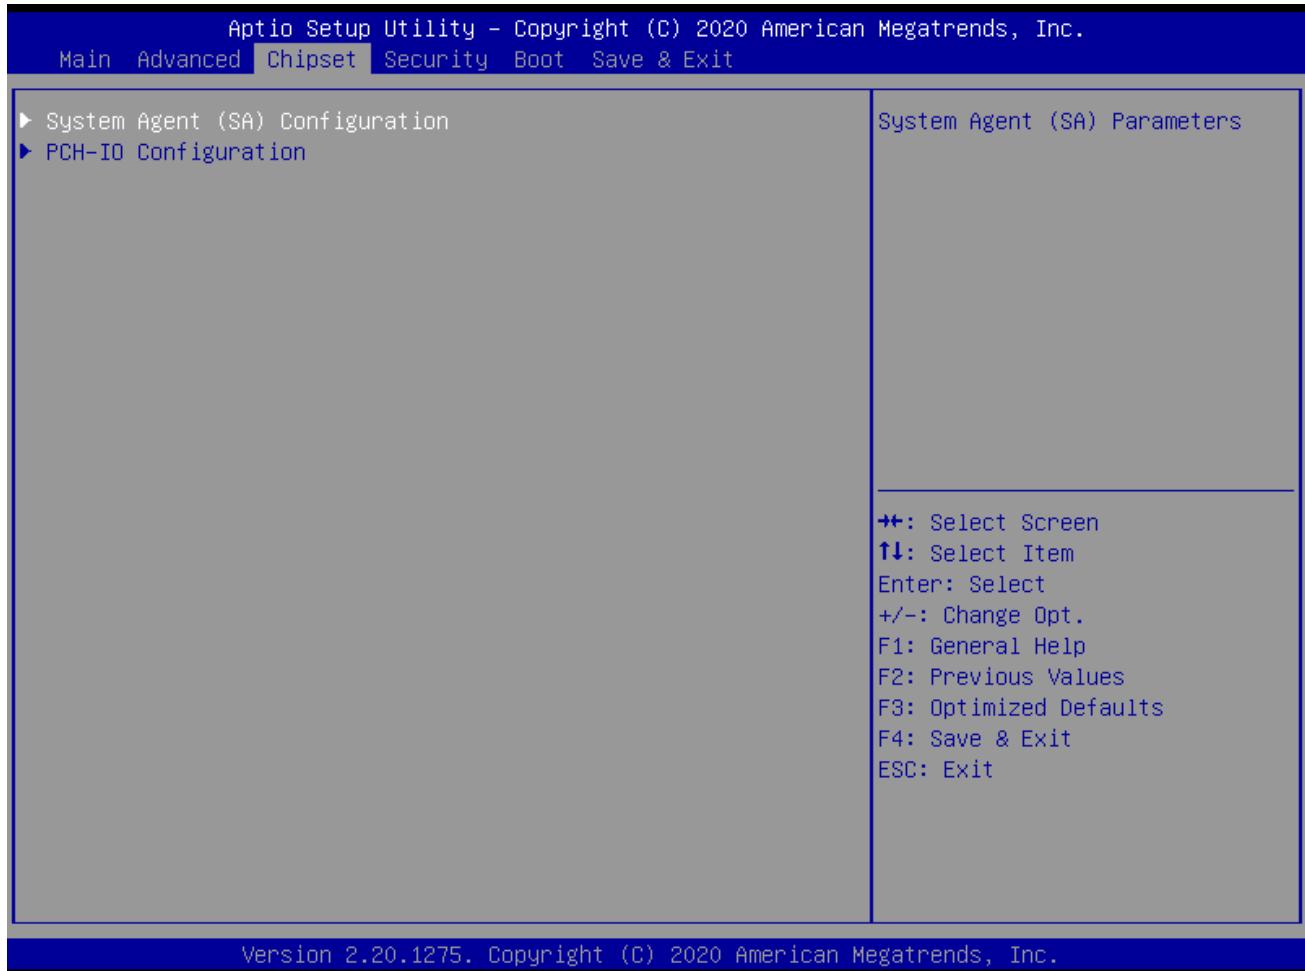 Aptio Setup Utility – Copyright (C) 2020 American Megatrends, Inc.
Main Advanced Chipset Security Boot Save & Exit
▶ System Agent (SA) Configuration
▶ PCH-IO Configuration
System Agent (SA) Parameters
→←: Select Screen
↑↓: Select Item
Enter: Select
+/-: Change Opt.
F1: General Help
F2: Previous Values
F3: Optimized Defaults
F4: Save & Exit
ESC: Exit
Version 2.20.1275. Copyright (C) 2020 American Megatrends, Inc.